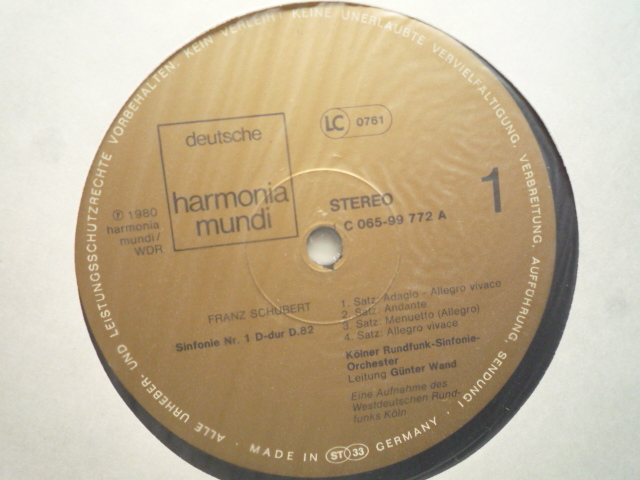 ALLE URHEBER- UND LEISTUNGSSCHUTZRECHTE VORBEHALTEN. KEIN VERLEIH! KEINE UNERLAUBTE VERVIELFÄLTIGUNG, VERBREITUNG, AUFFÜHRUNG, SENDUNG!
deutsche
harmonia
mundi
LC 0761
STEREO
C 065-99 772 A
1
℗ 1980
harmonia
mundi/
WDR
FRANZ SCHUBERT
Sinfonie Nr. 1 D-dur D.82
1. Satz: Adagio - Allegro vivace
2. Satz: Andante
3. Satz: Menuetto (Allegro)
4. Satz: Allegro vivace
Kölner Rundfunk-Sinfonie-
Orchester
Leitung Günter Wand
Eine Aufnahme des
Westdeutschen Rund-
funks Köln
· MADE IN ST 33 GERMANY ·